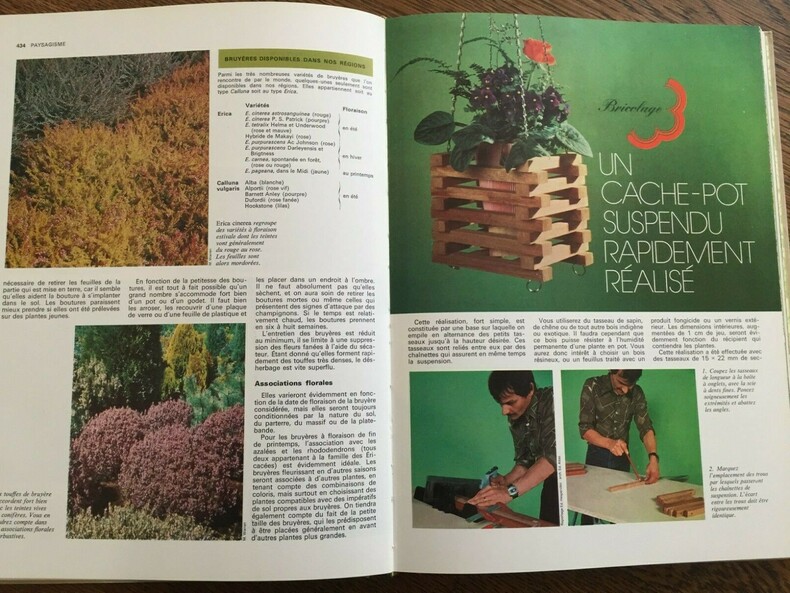 434 PAYSAGISME
BRUYÈRES DISPONIBLES DANS NOS RÉGIONS
Parmi les très nombreuses variétés de bruyères que l'on
rencontre de par le monde, quelques-unes seulement sont
disponibles dans nos régions. Elles appartiennent soit au
type Calluna soit au type Erica.
Variétés Floraison
Erica E. cinerea astrosanguinea (rouge)
E. cinerea P. S. Patrick (pourpre)
E. tetralix Helma et Underwood
(rose et mauve) en été
Hybride de Makayi (rose)
E. purpurascens Ac Johnson (rose)
E. purpurascens Darleyensis et
Brigtness
E. carnea, spontanée en forêt, en hiver
(rose ou rouge)
E. pageana, dans le Midi (jaune) au printemps
Calluna Alba (blanche)
vulgaris Alportii (rose vif)
Barnett Anley (pourpre) en été
Dufordii (rose fanée)
Hookstone (lilas)
Erica cinerea regroupe
des variétés à floraison
estivale dont les teintes
vont généralement
du rouge au rose.
Les feuilles sont
alors mordorées.
nécessaire de retirer les feuilles de la
partie qui est mise en terre, car il semble
qu'elles aident la bouture à s'implanter
dans le sol. Les boutures paraissent
mieux prendre si elles ont été prélevées
sur des plantes jeunes.
En fonction de la petitesse des bou-
tures, il est tout à fait possible qu'un
grand nombre s'accommode fort bien
d'un pot ou d'un godet. Il faut bien
les arroser, les recouvrir d'une plaque
de verre ou d'une feuille de plastique et
les placer dans un endroit à l'ombre.
Il ne faut absolument pas qu'elles
sèchent, et on aura soin de retirer les
boutures mortes ou même celles qui
présentent des signes d'attaque par des
champignons. Si le temps est relati-
vement chaud, les boutures prennent
en six à huit semaines.
L'entretien des bruyères est réduit
au minimum, il se limite à une suppres-
sion des fleurs fanées à l'aide du séca-
teur. Étant donné qu'elles forment rapi-
dement des touffes très denses, le dés-
herbage est vite superflu.
Associations florales
Elles varieront évidemment en fonc-
tion de la date de floraison de la bruyère
considérée, mais elles seront toujours
conditionnées par la nature du sol,
du parterre, du massif ou de la plate-
bande.
Pour les bruyères à floraison de fin
de printemps, l'association avec les
azalées et les rhododendrons (tous
deux appartenant à la famille des Éri-
cacées) est évidemment idéale. Les
bruyères fleurissant en d'autres saisons
seront associées à d'autres plantes, en
tenant compte des combinaisons de
coloris, mais surtout en choisissant des
plantes compatibles avec des impératifs
de sol propres aux bruyères. On tiendra
également compte du fait de la petite
taille des bruyères, qui les prédisposent
à être placées généralement en avant
d'autres plantes plus grandes.
touffes de bruyère
accordent fort bien
les teintes vives
conifères. Vous en
drez compte dans
associations florales
Bricolage
UN
CACHE-POT
SUSPENDU
RAPIDEMENT
RÉALISÉ
Cette réalisation, fort simple, est
constituée par une base sur laquelle on
empile en alternance des petits tas-
seaux jusqu'à la hauteur désirée. Ces
tasseaux sont reliés entre eux par des
chaînettes qui assurent en même temps
la suspension.
Vous utiliserez du tasseau de sapin,
de chêne ou de tout autre bois indigène
ou exotique. Il faudra cependant que
ce bois puisse résister à l'humidité
permanente d'une plante en pot. Vous
aurez donc intérêt à choisir un bois
résineux, ou un feuillus traité avec un
produit fongicide ou un vernis exté-
rieur. Les dimensions intérieures, aug-
mentées de 1 cm de jeu, seront évi-
demment fonction du récipient qui
contiendra les plantes.
Cette réalisation a été effectuée avec
des tasseaux de 15 × 22 mm de sec-
1. Coupez les tasseaux
de longueur à la boîte
à onglets, avec la scie
à dents fines. Poncez
soigneusement les
extrémités et abattez
les angles.
2. Marquez
l'emplacement des trous
par lesquels passeront
les chaînettes de
suspension. L'écart
entre les trous doit être
rigoureusement
identique.